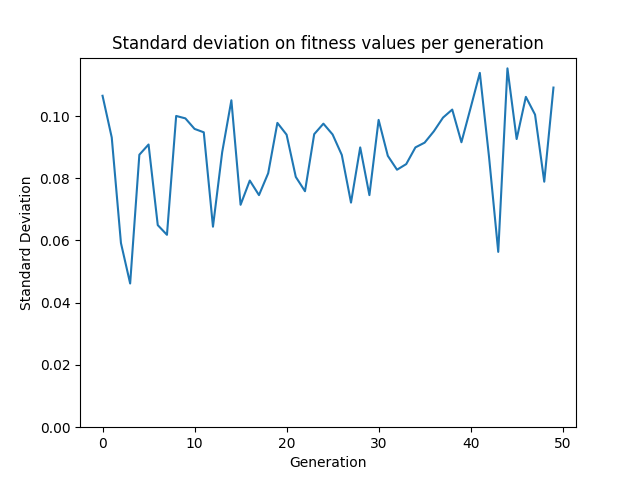 Standard deviation on fitness values per generation
Standard Deviation
0.10
0.08
0.06
0.04
0.02
0.00
0 10 20 30 40 50
Generation